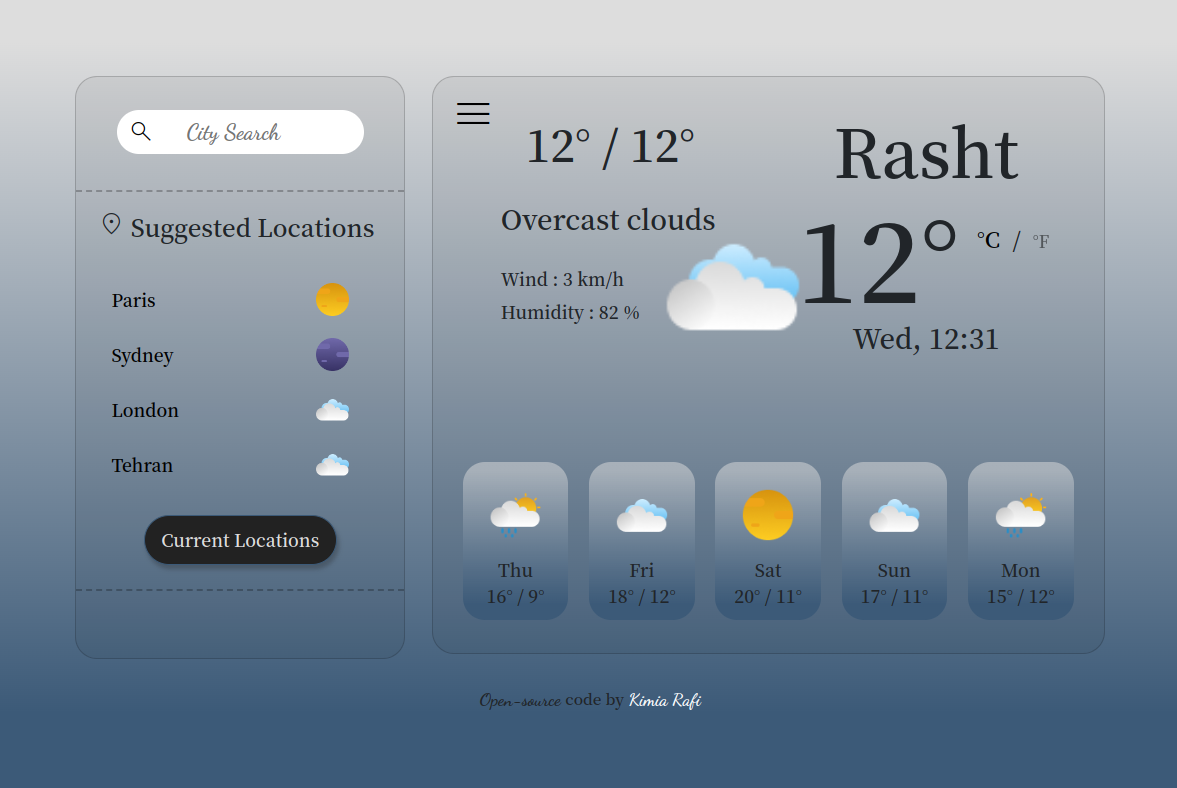 City Search
Suggested Locations
Paris
Sydney
London
Tehran
Current Locations
12° / 12°
Overcast clouds
Wind : 3 km/h
Humidity : 82 %
Rasht
12° °C / °F
Wed, 12:31
Thu
16° / 9°
Fri
18° / 12°
Sat
20° / 11°
Sun
17° / 11°
Mon
15° / 12°
Open-source code by Kimia Rafi